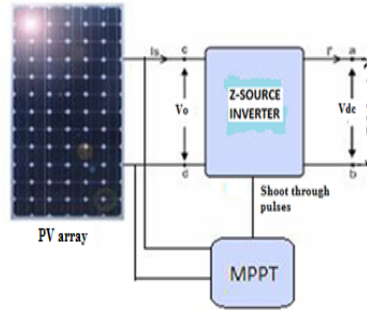 Is
c
I'
a
Vo
Z-SOURCE
INVERTER
Vdc
d
b
Shoot through
pulses
PV array
MPPT